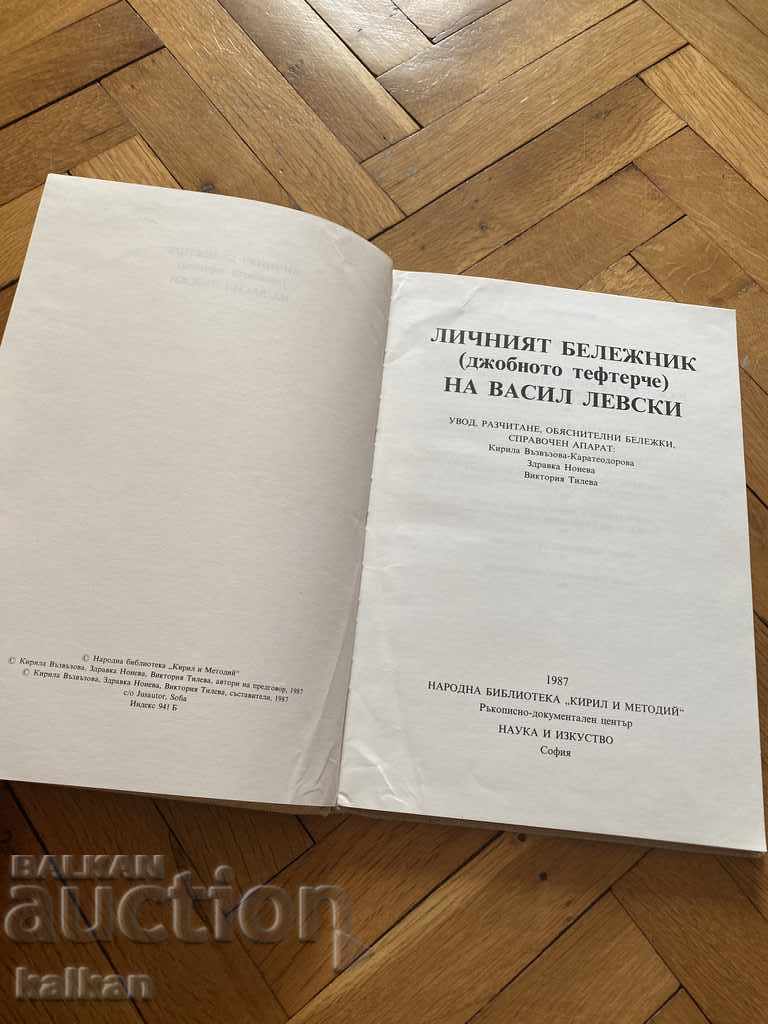 © Народна библиотека „Кирил и Методий"
© Кирила Възвъзова, Здравка Нонева, Виктория Тилева, автори на предговор, 1987
© Кирила Възвъзова, Здравка Нонева, Виктория Тилева, съставители, 1987
c/o Jusautor, Sofia
Индекс 941 Б
ЛИЧНИЯТ БЕЛЕЖНИК
(джобното тефтерче)
НА ВАСИЛ ЛЕВСКИ
УВОД, РАЗЧИТАНЕ, ОБЯСНИТЕЛНИ БЕЛЕЖКИ,
СПРАВОЧЕН АПАРАТ:
Кирила Възвъзова-Каратеодорова
Здравка Нонева
Виктория Тилева
1987
НАРОДНА БИБЛИОТЕКА „КИРИЛ И МЕТОДИЙ"
Ръкописно-документален център
НАУКА И ИЗКУСТВО
София
BALKAN
auction
kalkan